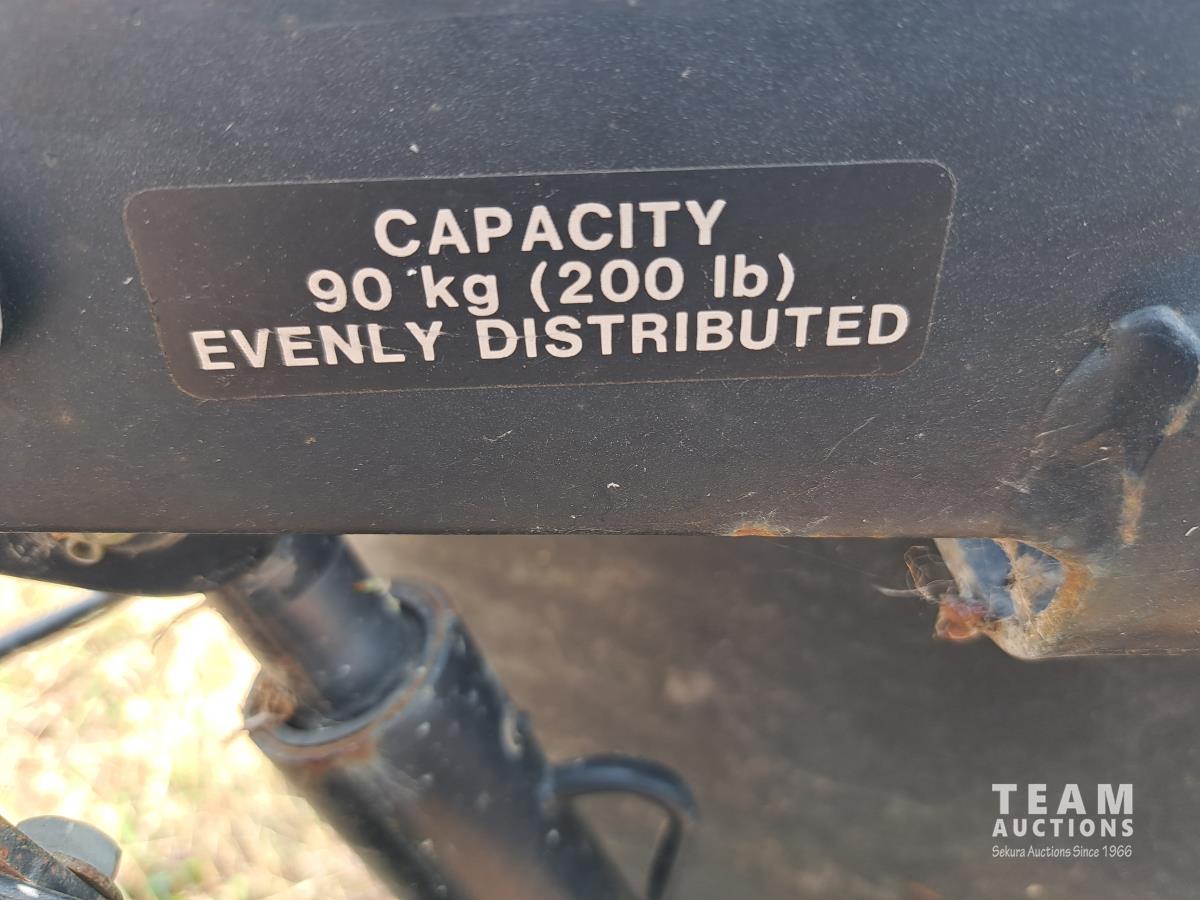 CAPACITY
90 kg (200 lb)
EVENLY DISTRIBUTED
TEAM
AUCTIONS
Sekura Auctions Since 1966